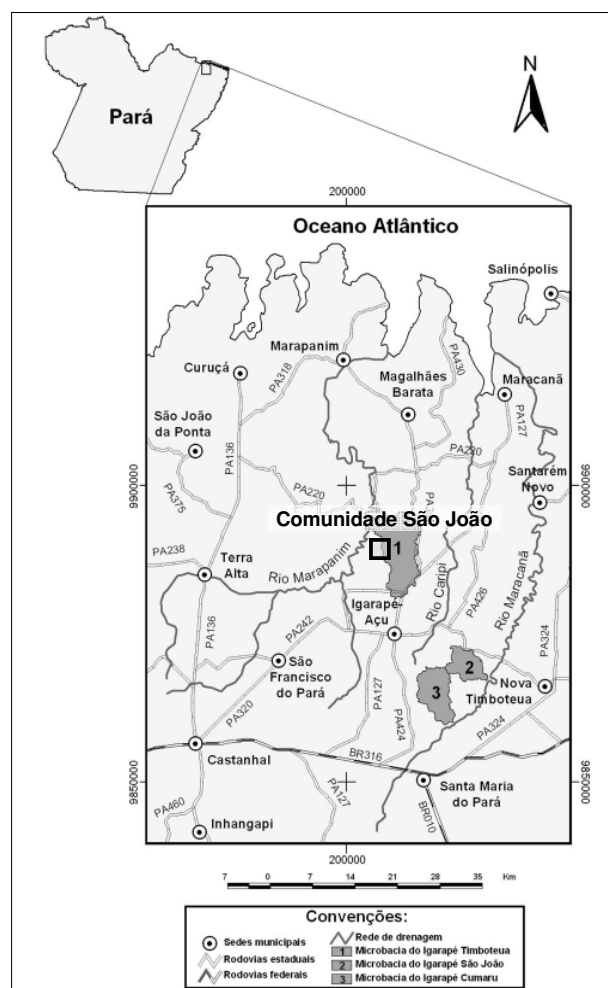 N
Pará
200000
Oceano Atlântico
Salinópolis
Marapanim
Curuçá
PA318
PA430
Magalhães
Barata
Maracanã
São João
da Ponta
PA136
PA127
PA220
Santarém
Novo
9900000
PA375
PA220
Comunidade São João
PA238
Terra
Alta
Rio Marapanim
1
Rio Caripi
PA426
Rio Maracanã
Igarapé-
Açu
PA136
PA242
PA324
São
Francisco
do Pará
2
3
Nova
Timboteua
PA127
PA424
PA320
PA324
Castanhal
BR316
9850000
9850000
Santa Maria
do Pará
PA460
PA127
BR010
Inhangapi
200000
7 0 7 14 21 28 35 Km
Convenções:
Sedes municipais
Rodovias estaduais
Rodovias federais
Rede de drenagem
1 Microbacia do Igarapé Timboteua
2 Microbacia do Igarapé São João
3 Microbacia do Igarapé Cumaru